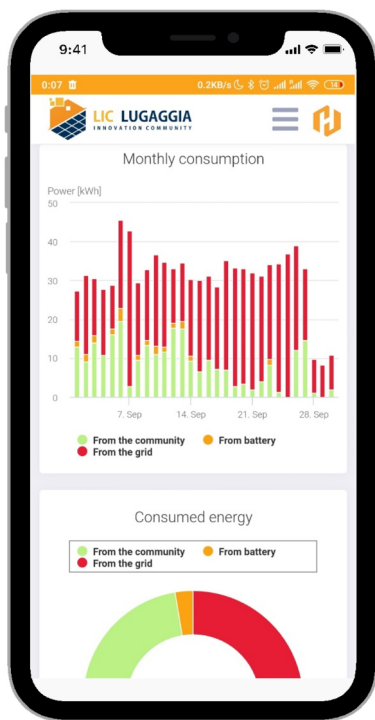 9:41
0:07 0.2KB/s 14
LIC LUGAGGIA
INNOVATION COMMUNITY
Monthly consumption
Power [kWh]
50
40
30
20
10
0
7. Sep 14. Sep 21. Sep 28. Sep
From the community From battery
From the grid
Consumed energy
From the community From battery
From the grid